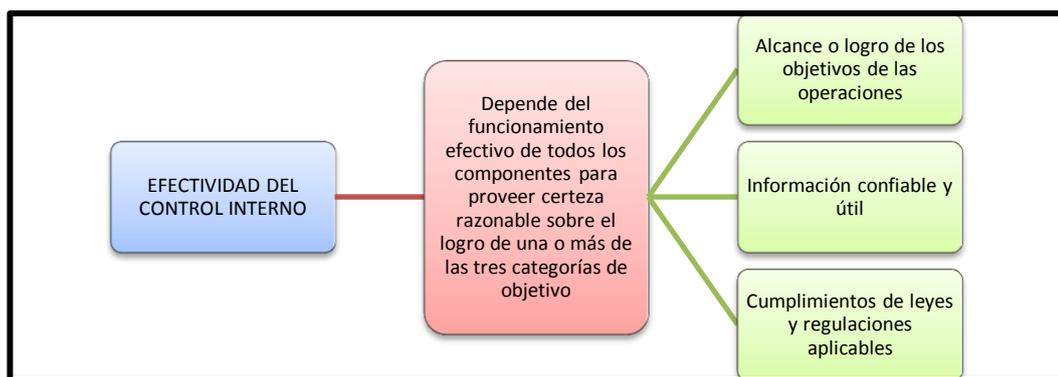 EFECTIVIDAD DEL
CONTROL INTERNO
Depende del
funcionamiento
efectivo de todos los
componentes para
proveer certeza
razonable sobre el
logro de una o más de
las tres categorías de
objetivo
Alcance o logro de los
objetivos de las
operaciones
Información confiable y
útil
Cumplimientos de leyes
y regulaciones
aplicables